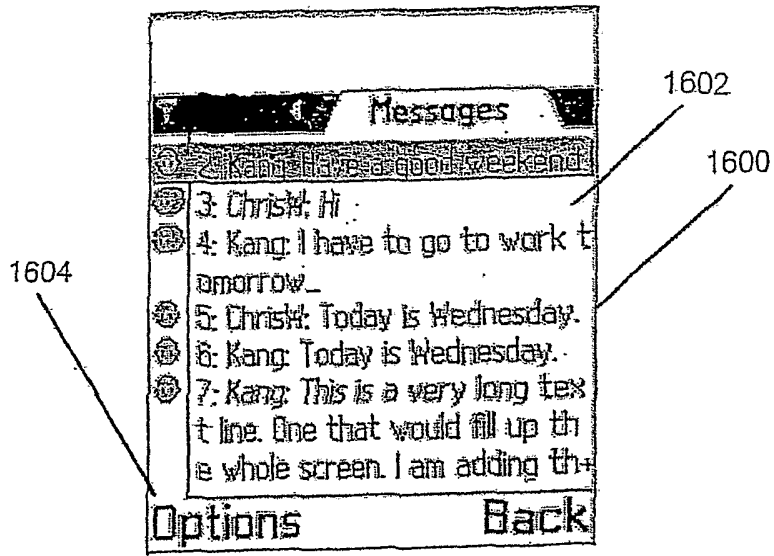 1602
Messages
1600
2: Kang: Have a good weekend
3: ChrisW: Hi
4: Kang: I have to go to work t
omorrow_
1604
5: ChrisW: Today is Wednesday.
6: Kang: Today is Wednesday.
7: Kang: This is a very long tex
t line. One that would fill up th
e whole screen. I am adding th+
Options Back